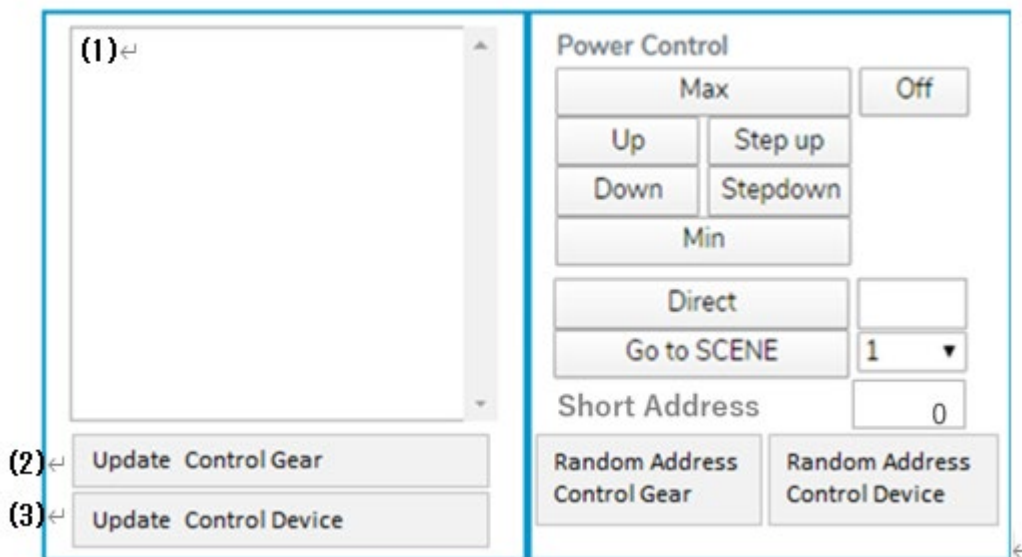 (1)↵
Power Control
Max
Off
Up
Step up
Down
Stepdown
Min
Direct
Go to SCENE
1
Short Address
0
(2)↵
Update Control Gear
(3)↵
Update Control Device
Random Address
Control Gear
Random Address
Control Device
↵